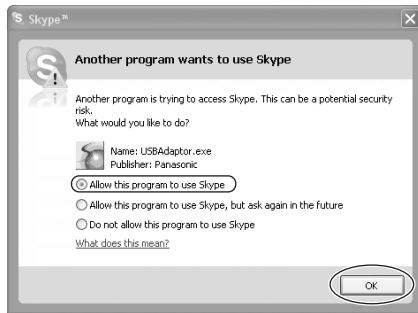 Skype™
Another program wants to use Skype
Another program is trying to access Skype. This can be a potential security
risk.
What would you like to do?
Name: USBAdaptor.exe
Publisher: Panasonic
Allow this program to use Skype
Allow this program to use Skype, but ask again in the future
Do not allow this program to use Skype
What does this mean?
OK